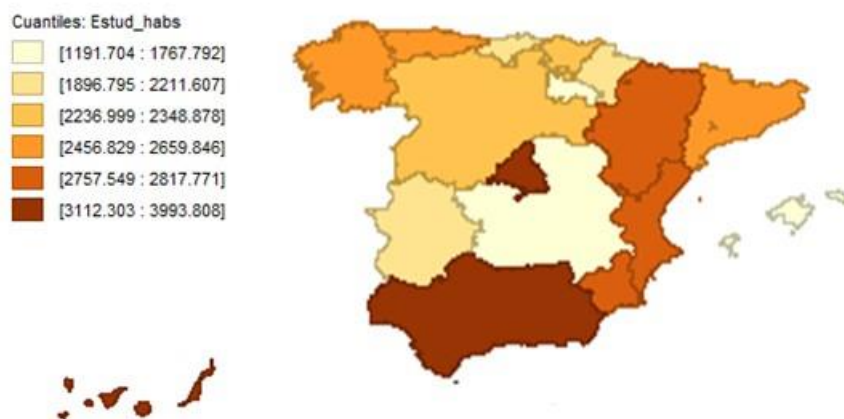 Cuantiles: Estud_habs
[1191.704 : 1767.792]
[1896.795 : 2211.607]
[2236.999 : 2348.878]
[2456.829 : 2659.846]
[2757.549 : 2817.771]
[3112.303 : 3993.808]